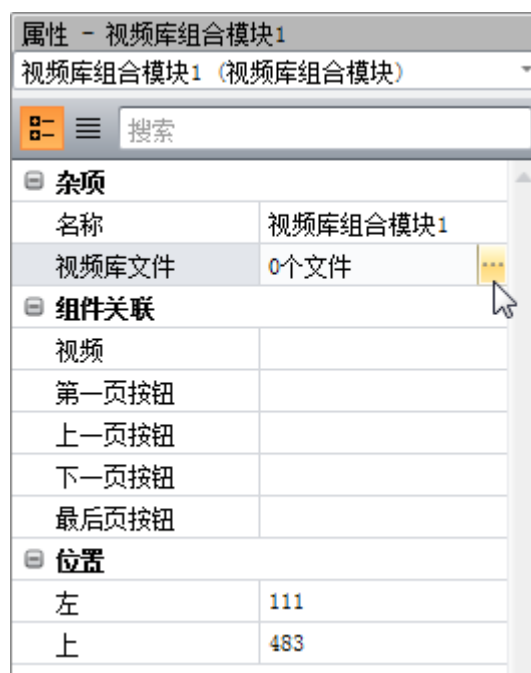 属性 - 视频库组合模块1
视频库组合模块1 (视频库组合模块)
搜索
杂项
名称 视频库组合模块1
视频库文件 0个文件 ...
组件关联
视频
第一页按钮
上一页按钮
下一页按钮
最后页按钮
位置
左 111
上 483